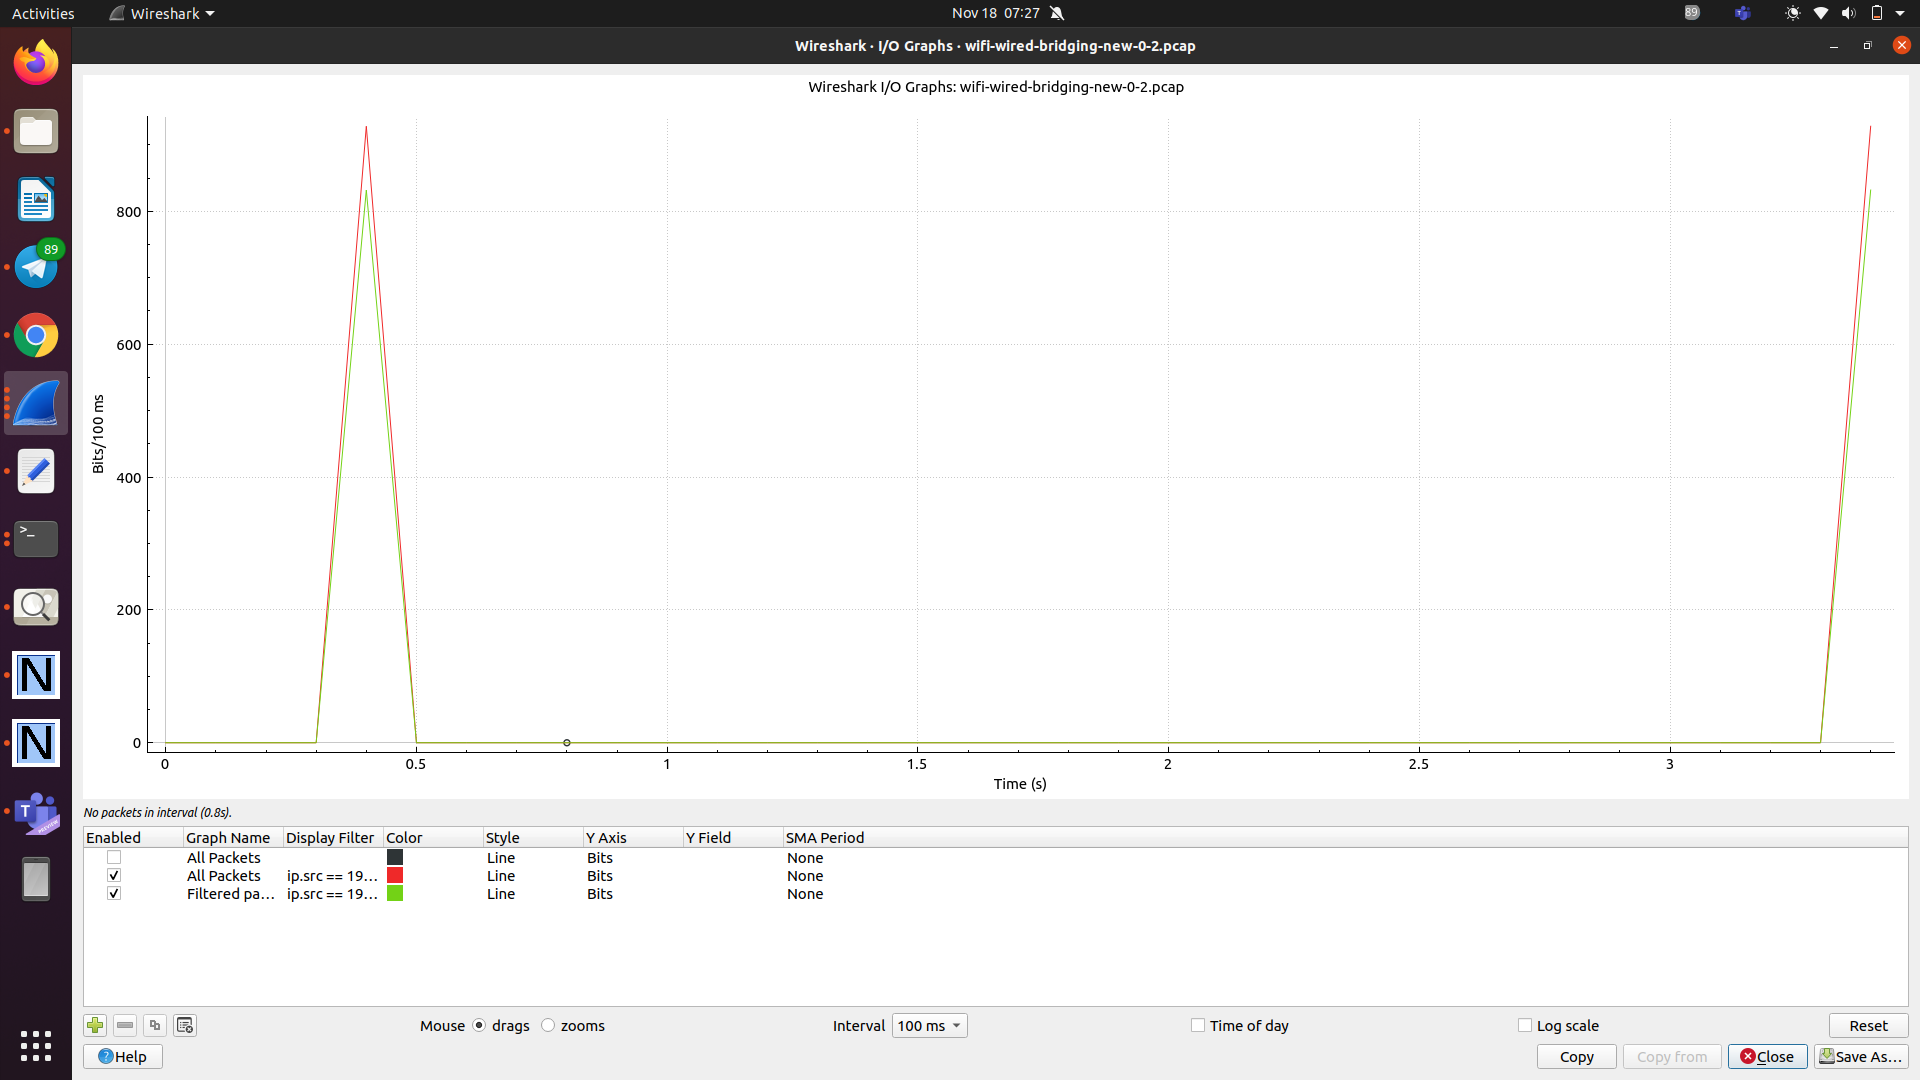 Activities Wireshark Nov 18 07:27 89
Wireshark · I/O Graphs · wifi-wired-bridging-new-0-2.pcap
Wireshark I/O Graphs: wifi-wired-bridging-new-0-2.pcap
89
800
600
400
200
0
Bits/100 ms
0 0.5 1 1.5 2 2.5 3
Time (s)
No packets in interval (0.8s).
Enabled Graph Name Display Filter Color Style Y Axis Y Field SMA Period
All Packets Line Bits None
All Packets ip.src == 19... Line Bits None
Filtered pa... ip.src == 19... Line Bits None
Mouse drags zooms Interval 100 ms Time of day Log scale Reset
Help Copy Copy from Close Save As...
>_
N
N
T